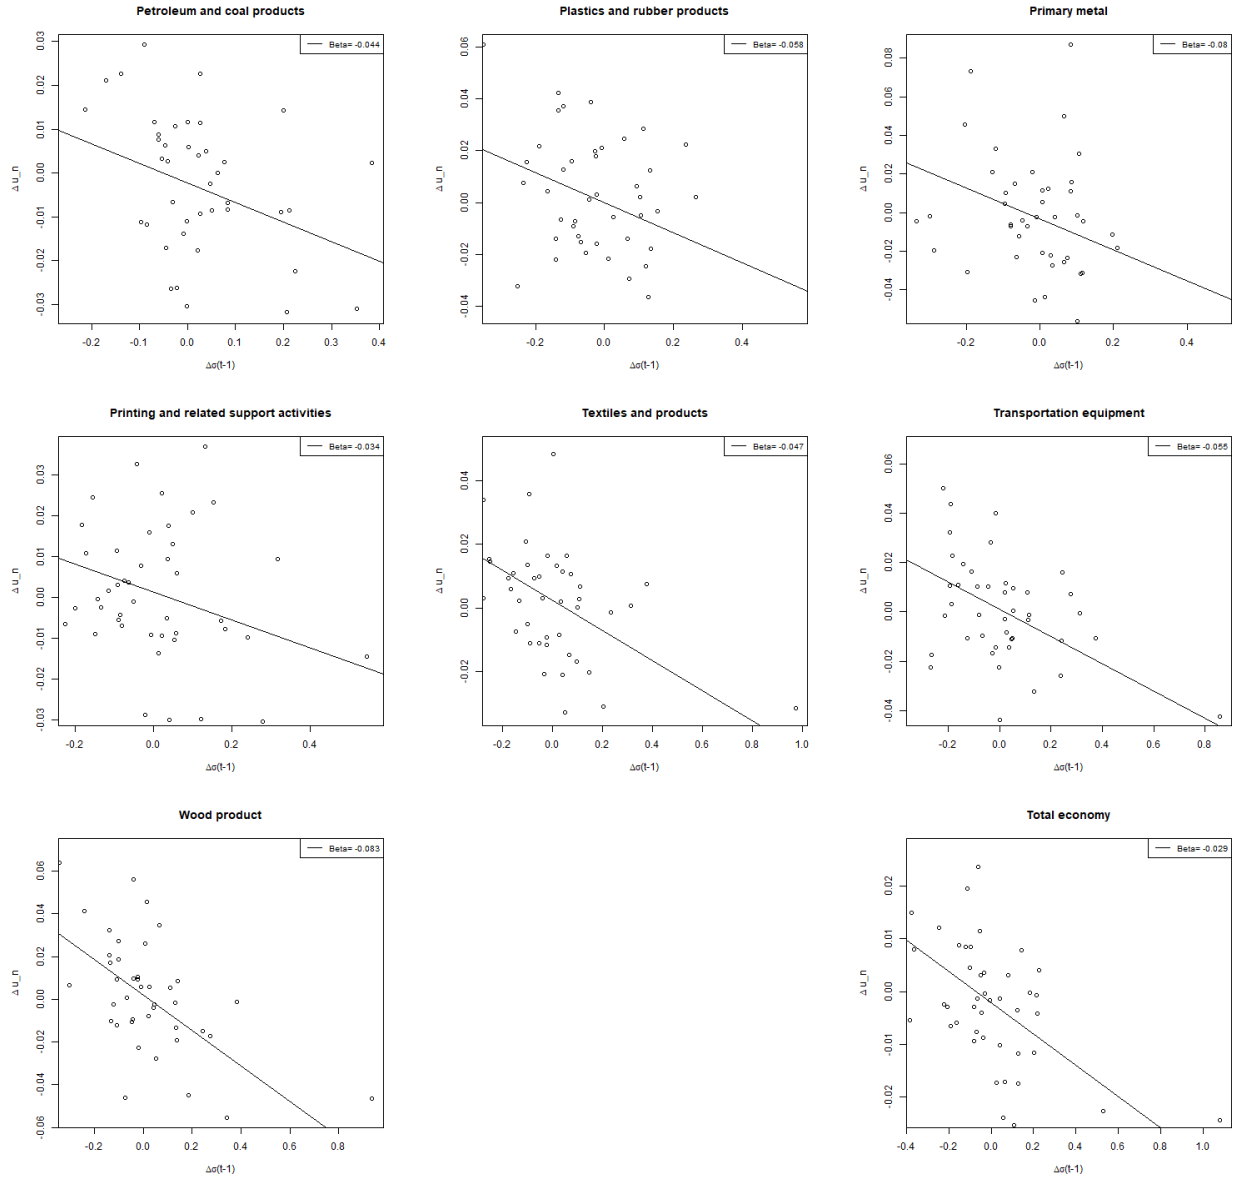 Petroleum and coal products
Beta= -0.044
Δ u_n
0.03
0.02
0.01
0.00
-0.01
-0.02
-0.03
-0.2 -0.1 0.0 0.1 0.2 0.3 0.4
Δσ(t-1)
Plastics and rubber products
Beta= -0.058
Δ u_n
0.06
0.04
0.02
0.00
-0.02
-0.04
-0.2 0.0 0.2 0.4
Δσ(t-1)
Primary metal
Beta= -0.08
Δ u_n
0.08
0.06
0.04
0.02
0.00
-0.02
-0.04
-0.2 0.0 0.2 0.4
Δσ(t-1)
Printing and related support activities
Beta= -0.034
Δ u_n
0.03
0.02
0.01
0.00
-0.01
-0.02
-0.03
-0.2 0.0 0.2 0.4
Δσ(t-1)
Textiles and products
Beta= -0.047
Δ u_n
0.04
0.02
0.00
-0.02
-0.2 0.0 0.2 0.4 0.6 0.8 1.0
Δσ(t-1)
Transportation equipment
Beta= -0.055
Δ u_n
0.06
0.04
0.02
0.00
-0.02
-0.04
-0.2 0.0 0.2 0.4 0.6 0.8
Δσ(t-1)
Wood product
Beta= -0.083
Δ u_n
0.06
0.04
0.02
0.00
-0.02
-0.04
-0.06
-0.2 0.0 0.2 0.4 0.6 0.8
Δσ(t-1)
Total economy
Beta= -0.029
Δ u_n
0.02
0.01
0.00
-0.01
-0.02
-0.4 -0.2 0.0 0.2 0.4 0.6 0.8 1.0
Δσ(t-1)